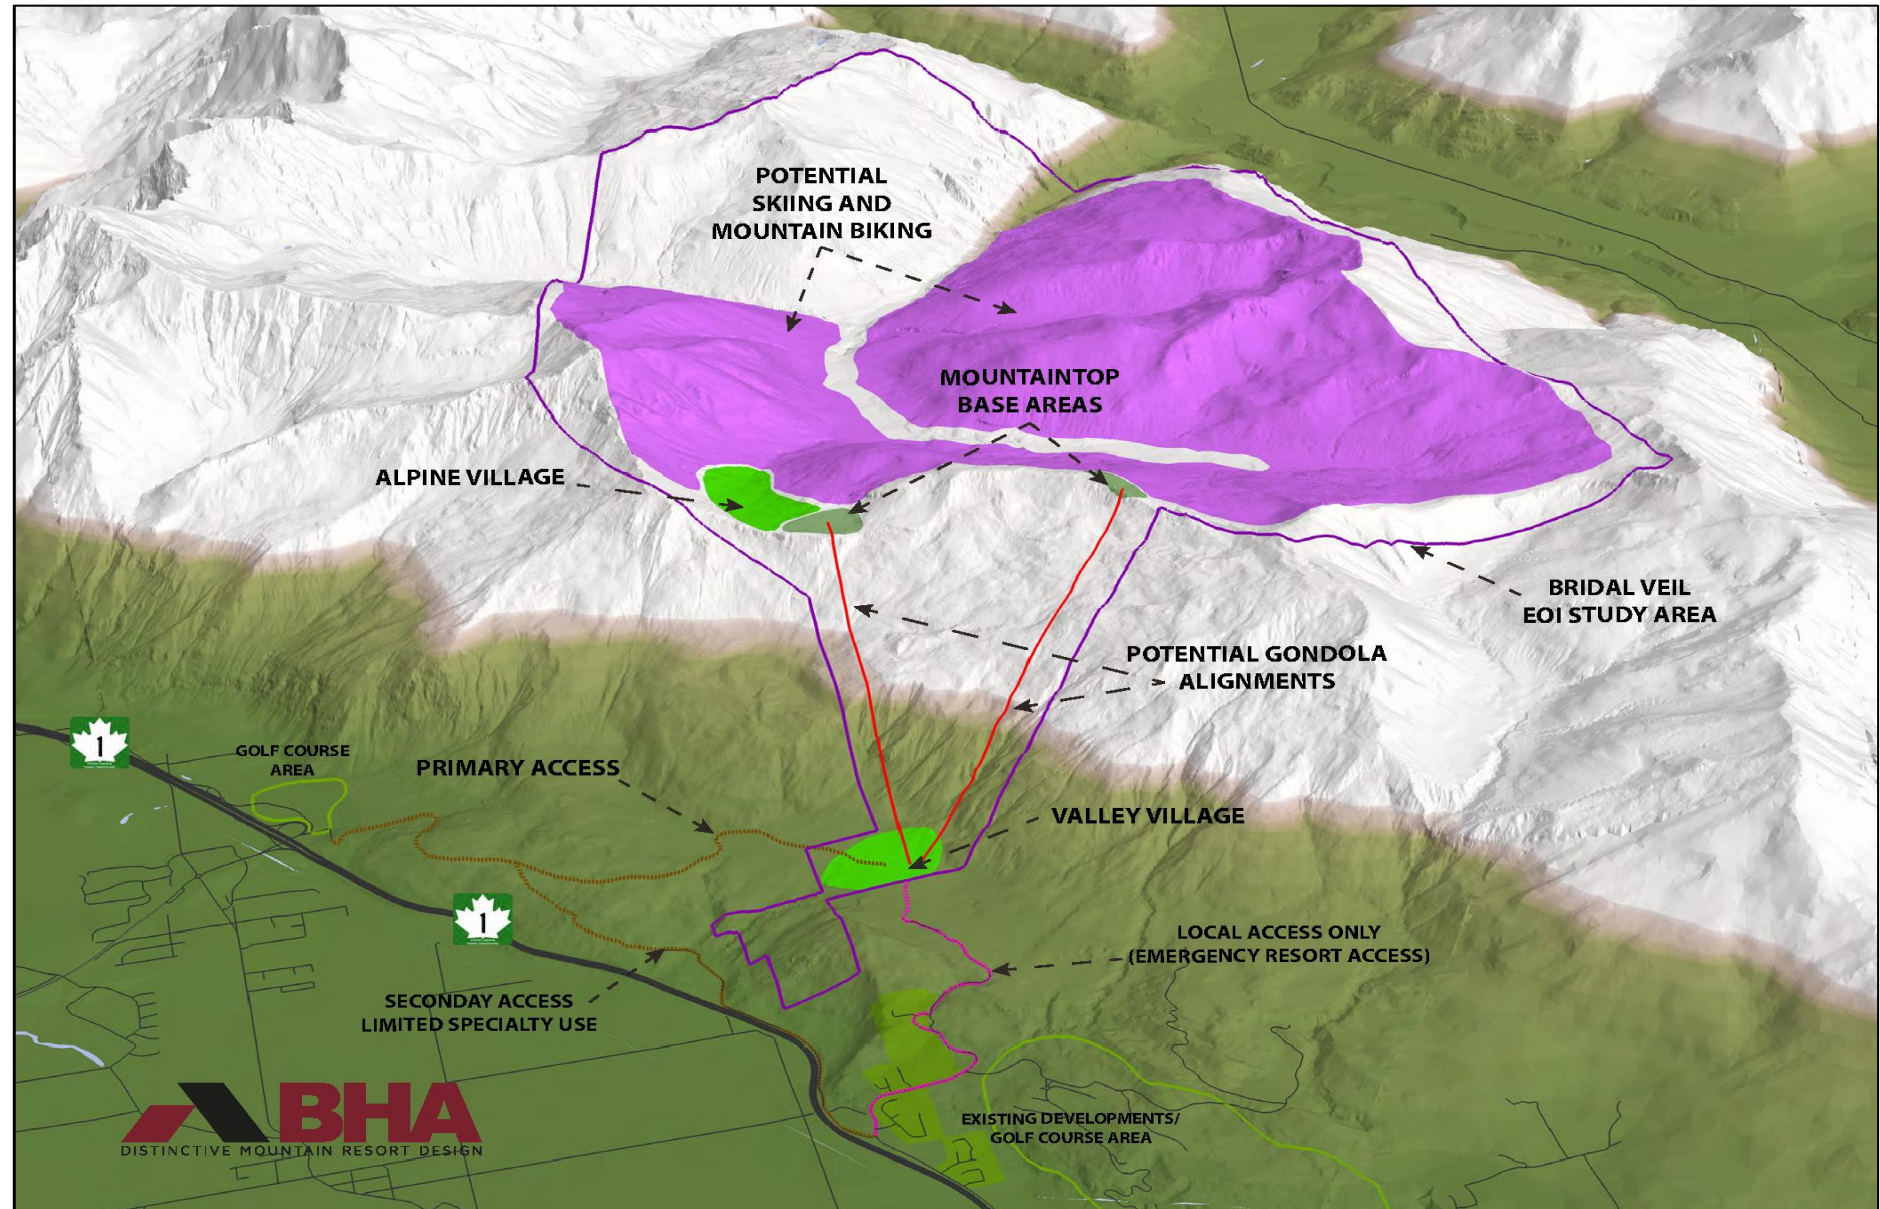 POTENTIAL
SKIING AND
MOUNTAIN BIKING
MOUNTAINTOP
BASE AREAS
ALPINE VILLAGE
BRIDAL VEIL
EOI STUDY AREA
POTENTIAL GONDOLA
ALIGNMENTS
1
GOLF COURSE
AREA
PRIMARY ACCESS
VALLEY VILLAGE
1
LOCAL ACCESS ONLY
(EMERGENCY RESORT ACCESS)
SECONDAY ACCESS
LIMITED SPECIALTY USE
EXISTING DEVELOPMENTS/
GOLF COURSE AREA
BHA
DISTINCTIVE MOUNTAIN RESORT DESIGN